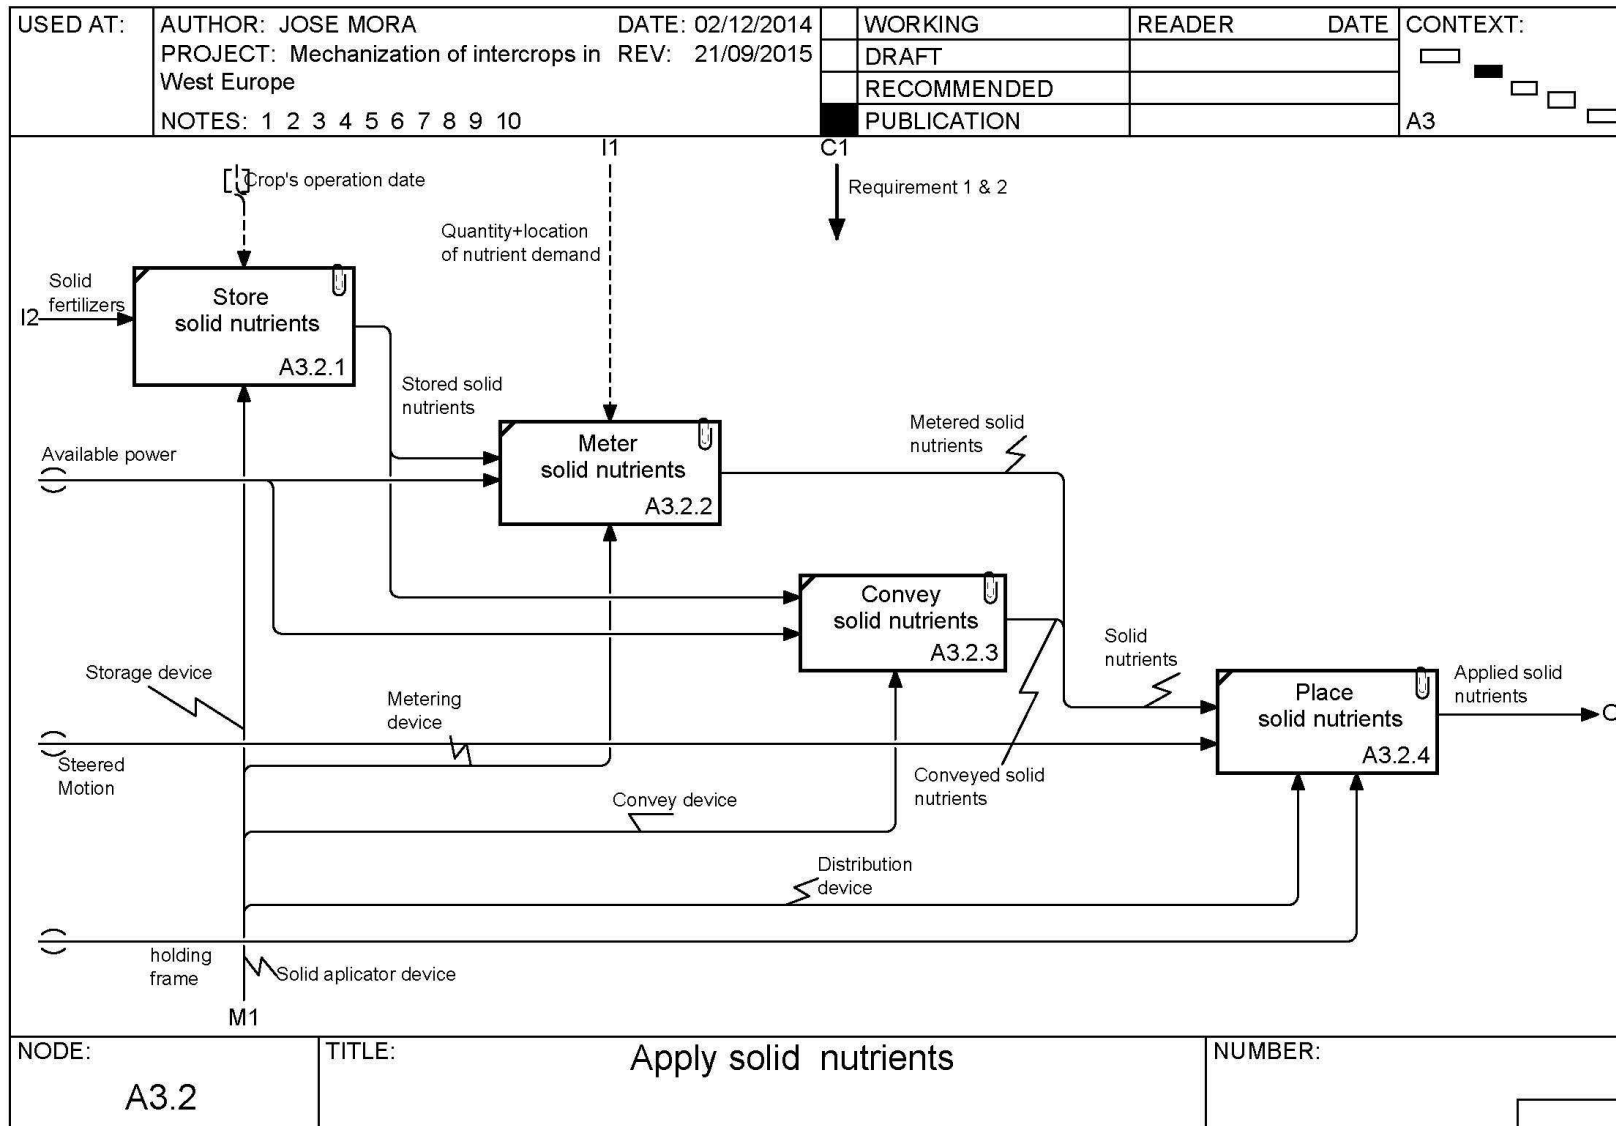 USED AT:
AUTHOR: JOSE MORA
DATE: 02/12/2014
PROJECT: Mechanization of intercrops in
West Europe
REV: 21/09/2015
NOTES: 1 2 3 4 5 6 7 8 9 10
WORKING
DRAFT
RECOMMENDED
PUBLICATION
READER DATE
CONTEXT:
A3
I1
C1
Crop's operation date
Requirement 1 & 2
Quantity+location
of nutrient demand
Solid
fertilizers
I2
Store
solid nutrients
A3.2.1
Stored solid
nutrients
Available power
Meter
solid nutrients
A3.2.2
Metered solid
nutrients
Convey
solid nutrients
A3.2.3
Solid
nutrients
Storage device
Metering
device
Place
solid nutrients
A3.2.4
Applied solid
nutrients
Steered
Motion
Conveyed solid
nutrients
Convey device
Distribution
device
holding
frame
Solid aplicator device
M1
NODE:
A3.2
TITLE:
Apply solid nutrients
NUMBER: